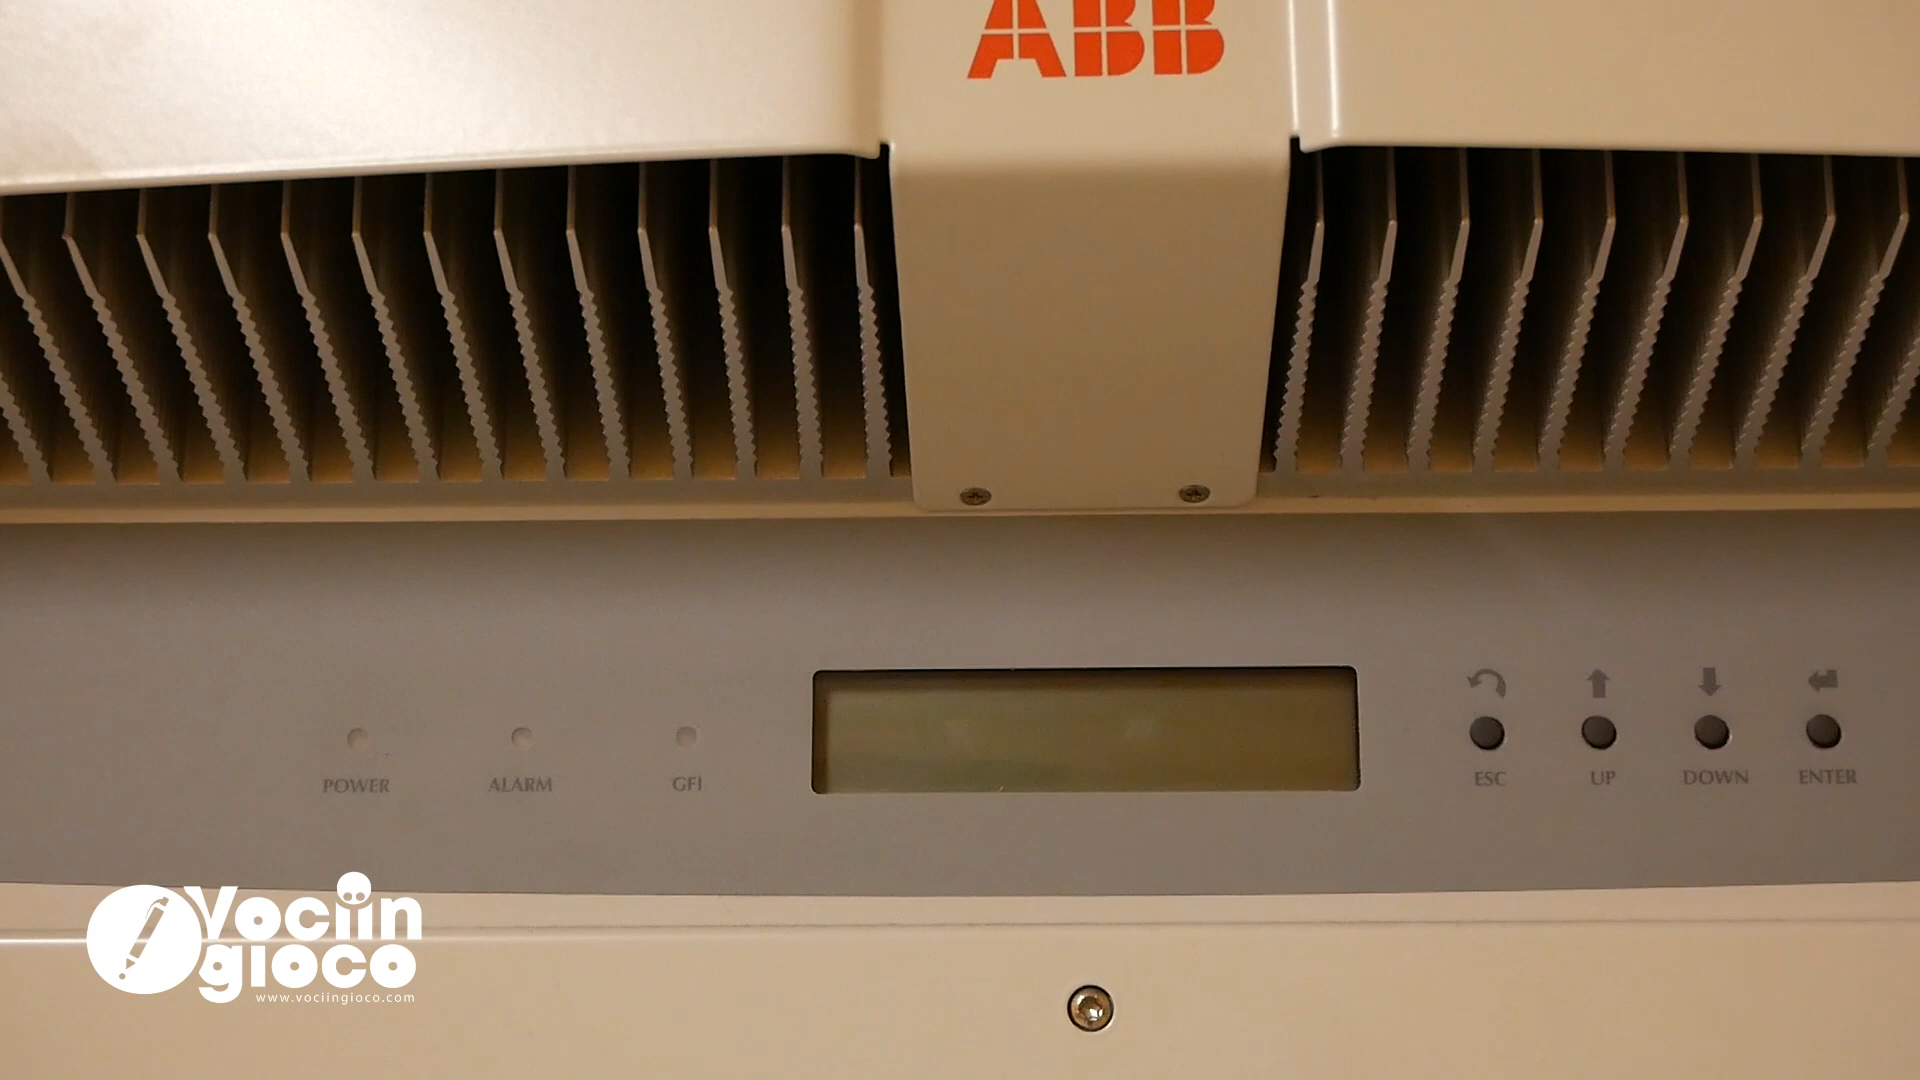 ABB
POWER ALARM GFI ESC UP DOWN ENTER
Vociin
gioco
www.vociingioco.com